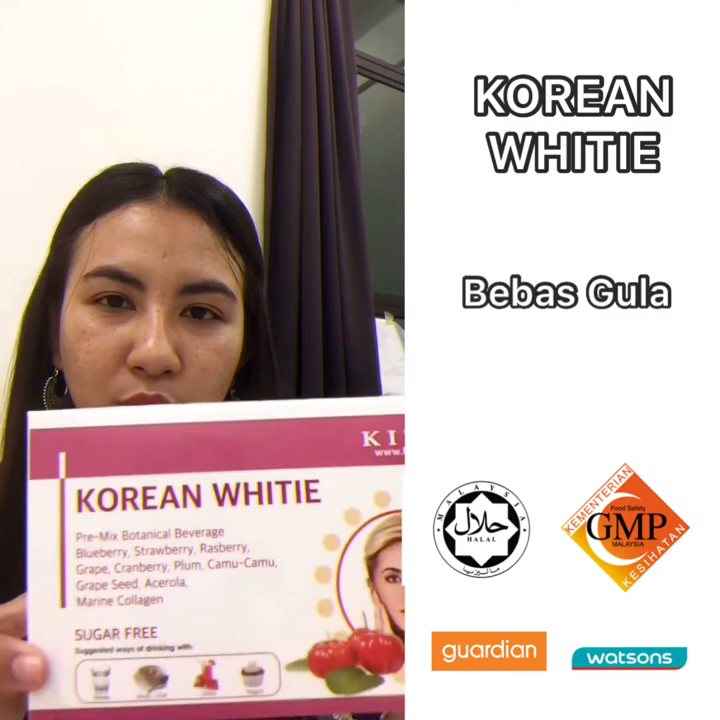 KOREAN
WHITIE
Bebas Gula
KOREAN WHITIE
Pre-Mix Botanical Beverage
Blueberry, Strawberry, Rasberry,
Grape, Cranberry, Plum, Camu-Camu,
Grape Seed, Acerola,
Marine Collagen
SUGAR FREE
Suggested ways of drinking with:
MALAYSIA
حلال
HALAL
ماليزيا
KEMENTERIAN
Food Safety
GMP
MALAYSIA
KESIHATAN
guardian
watsons